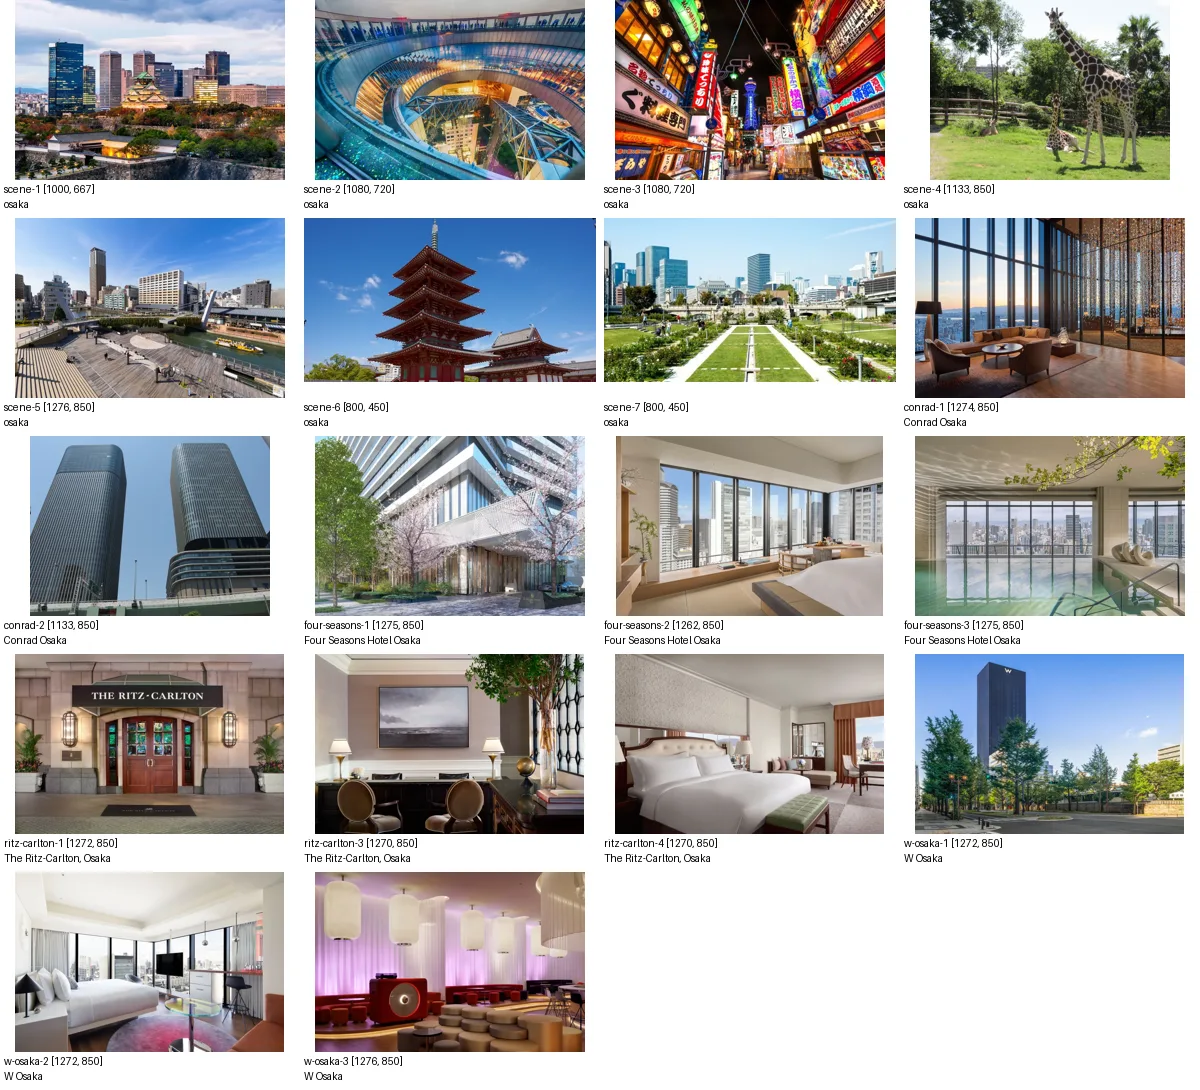 scene-1 [1000, 667]
osaka
scene-2 [1080, 720]
osaka
scene-3 [1080, 720]
osaka
scene-4 [1133, 850]
osaka
scene-5 [1276, 850]
osaka
scene-6 [800, 450]
osaka
scene-7 [800, 450]
osaka
conrad-1 [1274, 850]
Conrad Osaka
conrad-2 [1133, 850]
Conrad Osaka
four-seasons-1 [1275, 850]
Four Seasons Hotel Osaka
four-seasons-2 [1262, 850]
Four Seasons Hotel Osaka
four-seasons-3 [1275, 850]
Four Seasons Hotel Osaka
THE RITZ-CARLTON
ritz-carlton-1 [1272, 850]
The Ritz-Carlton, Osaka
ritz-carlton-3 [1270, 850]
The Ritz-Carlton, Osaka
ritz-carlton-4 [1270, 850]
The Ritz-Carlton, Osaka
W
w-osaka-1 [1272, 850]
W Osaka
w-osaka-2 [1272, 850]
W Osaka
w-osaka-3 [1276, 850]
W Osaka